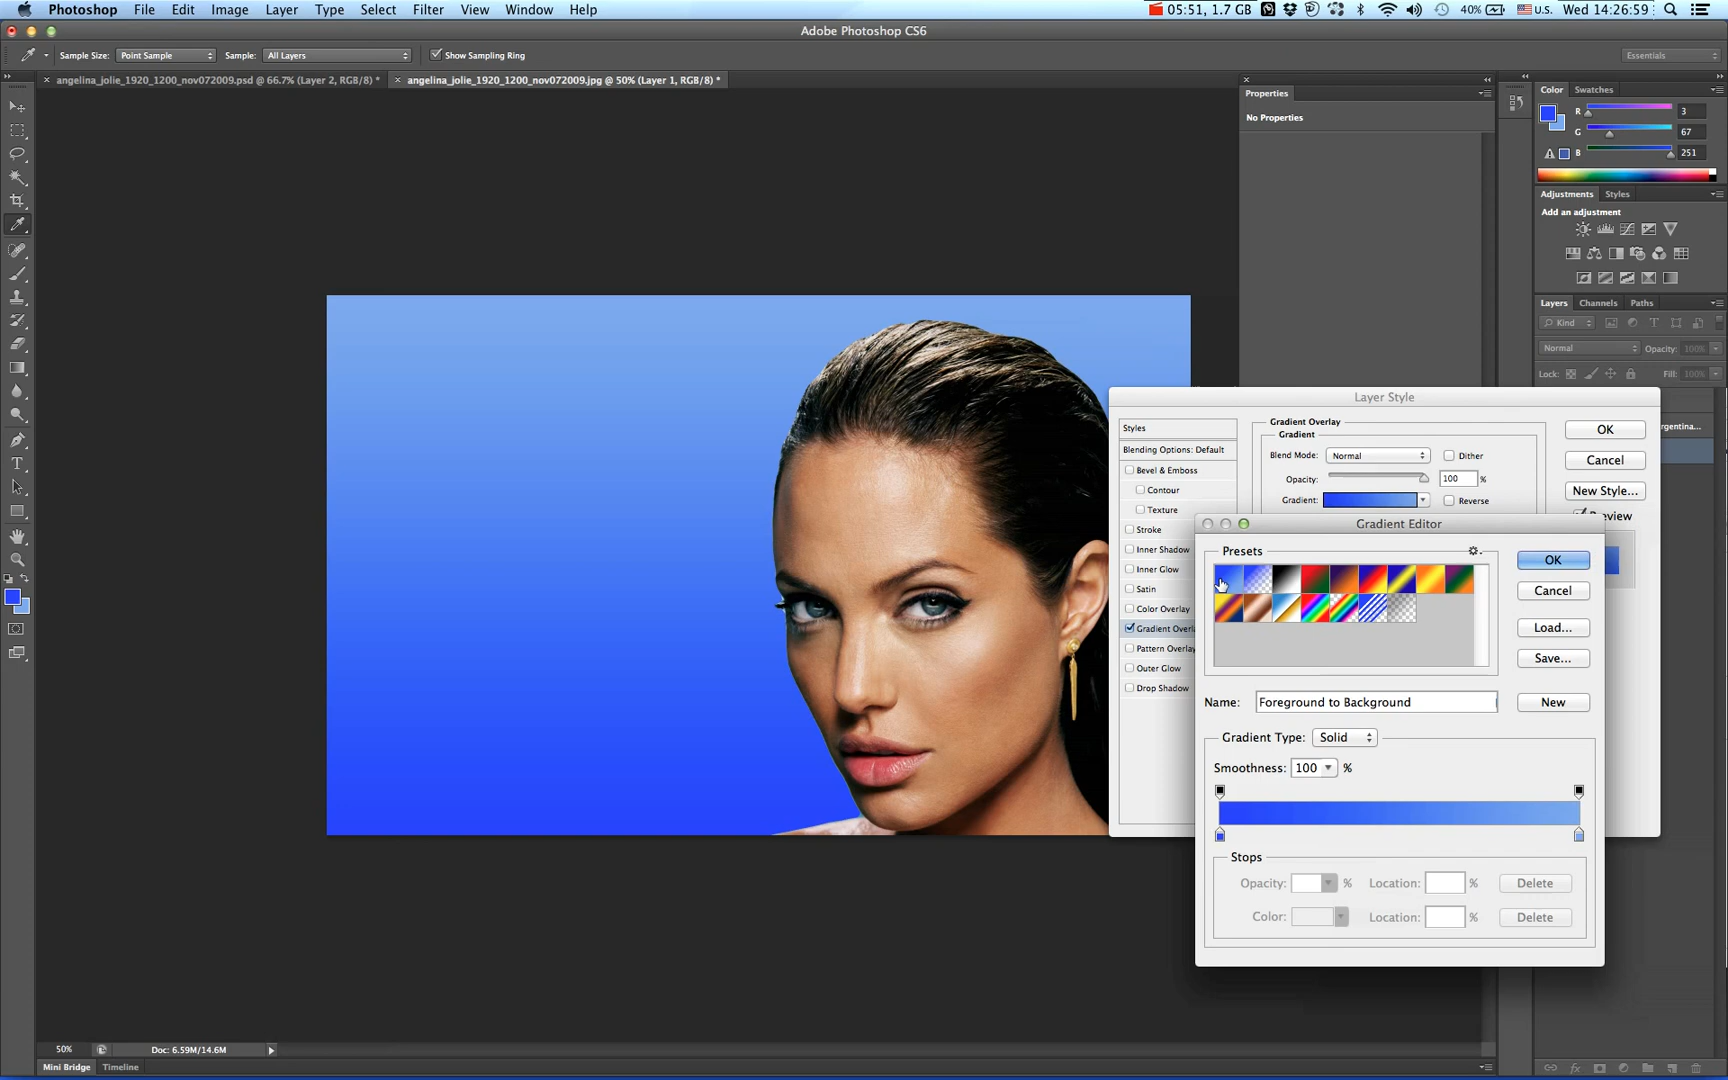 Photoshop File Edit Image Layer Type Select Filter View Window Help 05:51, 1.7 GB 40% U.S. Wed 14:26:59
Adobe Photoshop CS6
Sample Size: Point Sample Sample: All Layers Show Sampling Ring Essentials
angelina_jolie_1920_1200_nov072009.psd @ 66.7% (Layer 2, RGB/8) * angelina_jolie_1920_1200_nov072009.jpg @ 50% (Layer 1, RGB/8) *
Properties
No Properties
Color Swatches
R 3
G 67
B 251
Adjustments Styles
Add an adjustment
Layers Channels Paths
Kind
Normal Opacity: 100%
Lock: Fill: 100%
Layer Style
Styles
Blending Options: Default
Bevel & Emboss
Contour
Texture
Stroke
Inner Shadow
Inner Glow
Satin
Color Overlay
Gradient Overl
Pattern Overlay
Outer Glow
Drop Shadow
Gradient Overlay
Gradient
Blend Mode: Normal Dither
Opacity: 100 %
Gradient: Reverse
OK
Cancel
New Style...
Preview
rgentina...
Gradient Editor
Presets
OK
Cancel
Load...
Save...
Name: Foreground to Background New
Gradient Type: Solid
Smoothness: 100 %
Stops
Opacity: % Location: % Delete
Color: Location: % Delete
50% Doc: 6.59M/14.6M
Mini Bridge Timeline